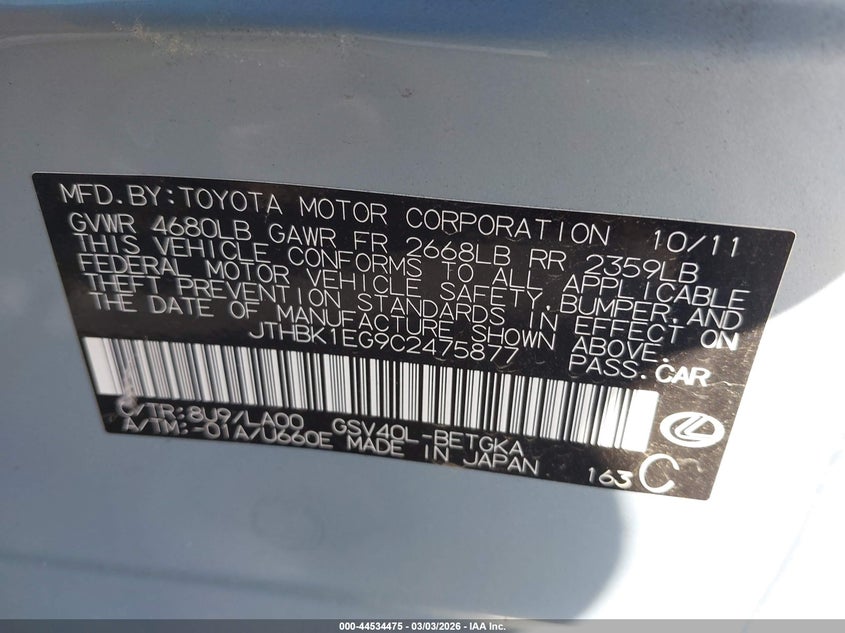 MFD.BY:TOYOTA MOTOR CORPORATION 10/11
GVWR 4680LB GAWR FR 2668LB RR 2359LB
THIS VEHICLE CONFORMS TO ALL APPLICABLE
FEDERAL MOTOR VEHICLE SAFETY,BUMPER,AND
THEFT PREVENTION STANDARDS IN EFFECT ON
THE DATE OF MANUFACTURE SHOWN ABOVE.
JTHBK1EG9C2475877 PASS.CAR
C/TR:8U9/LA00 GSV40L-BETGKA
A/TM:-01A/U660E MADE IN JAPAN 163 C
000-44534475 — 03/03/2026 — IAA Inc.